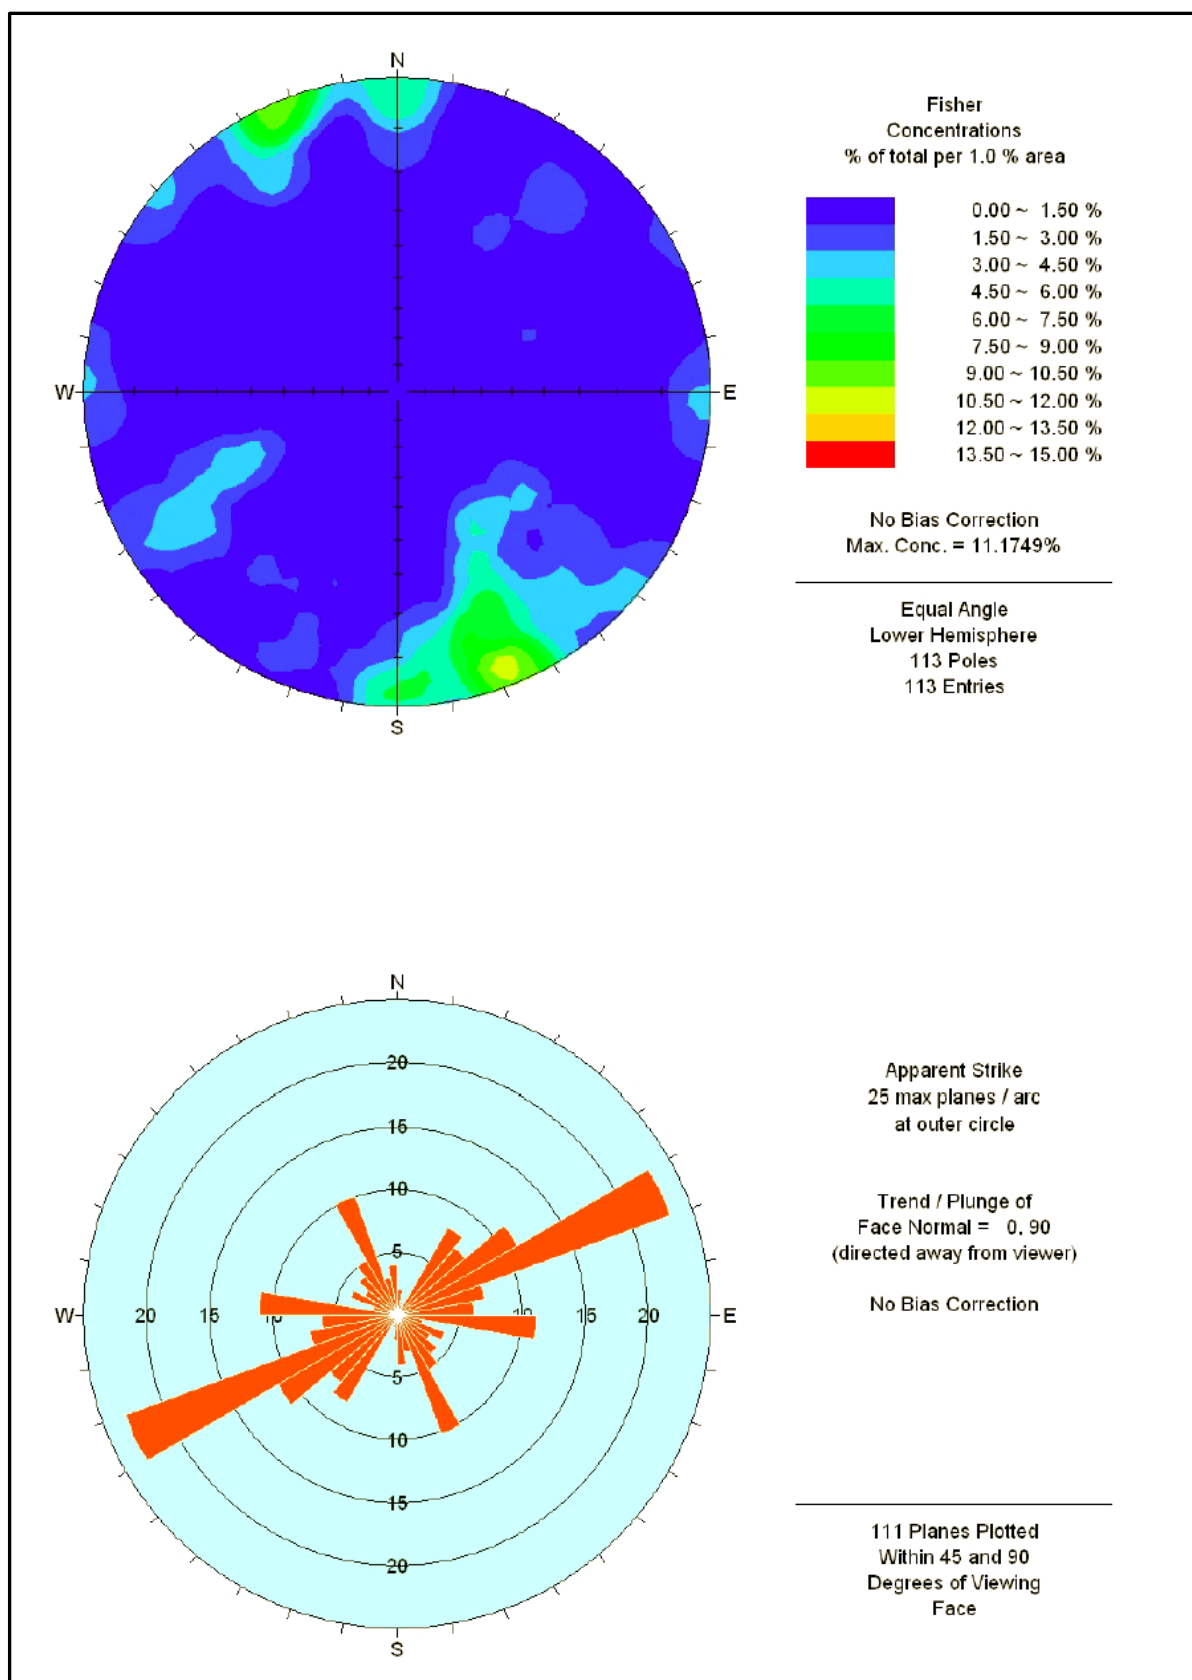 N
W
E
S
Fisher
Concentrations
% of total per 1.0 % area
0.00 ~ 1.50 %
1.50 ~ 3.00 %
3.00 ~ 4.50 %
4.50 ~ 6.00 %
6.00 ~ 7.50 %
7.50 ~ 9.00 %
9.00 ~ 10.50 %
10.50 ~ 12.00 %
12.00 ~ 13.50 %
13.50 ~ 15.00 %
No Bias Correction
Max. Conc. = 11.1749%
Equal Angle
Lower Hemisphere
113 Poles
113 Entries
N
20
15
10
5
W 20 15 10 10 15 20 E
5
10
15
20
S
Apparent Strike
25 max planes / arc
at outer circle
Trend / Plunge of
Face Normal = 0, 90
(directed away from viewer)
No Bias Correction
111 Planes Plotted
Within 45 and 90
Degrees of Viewing
Face